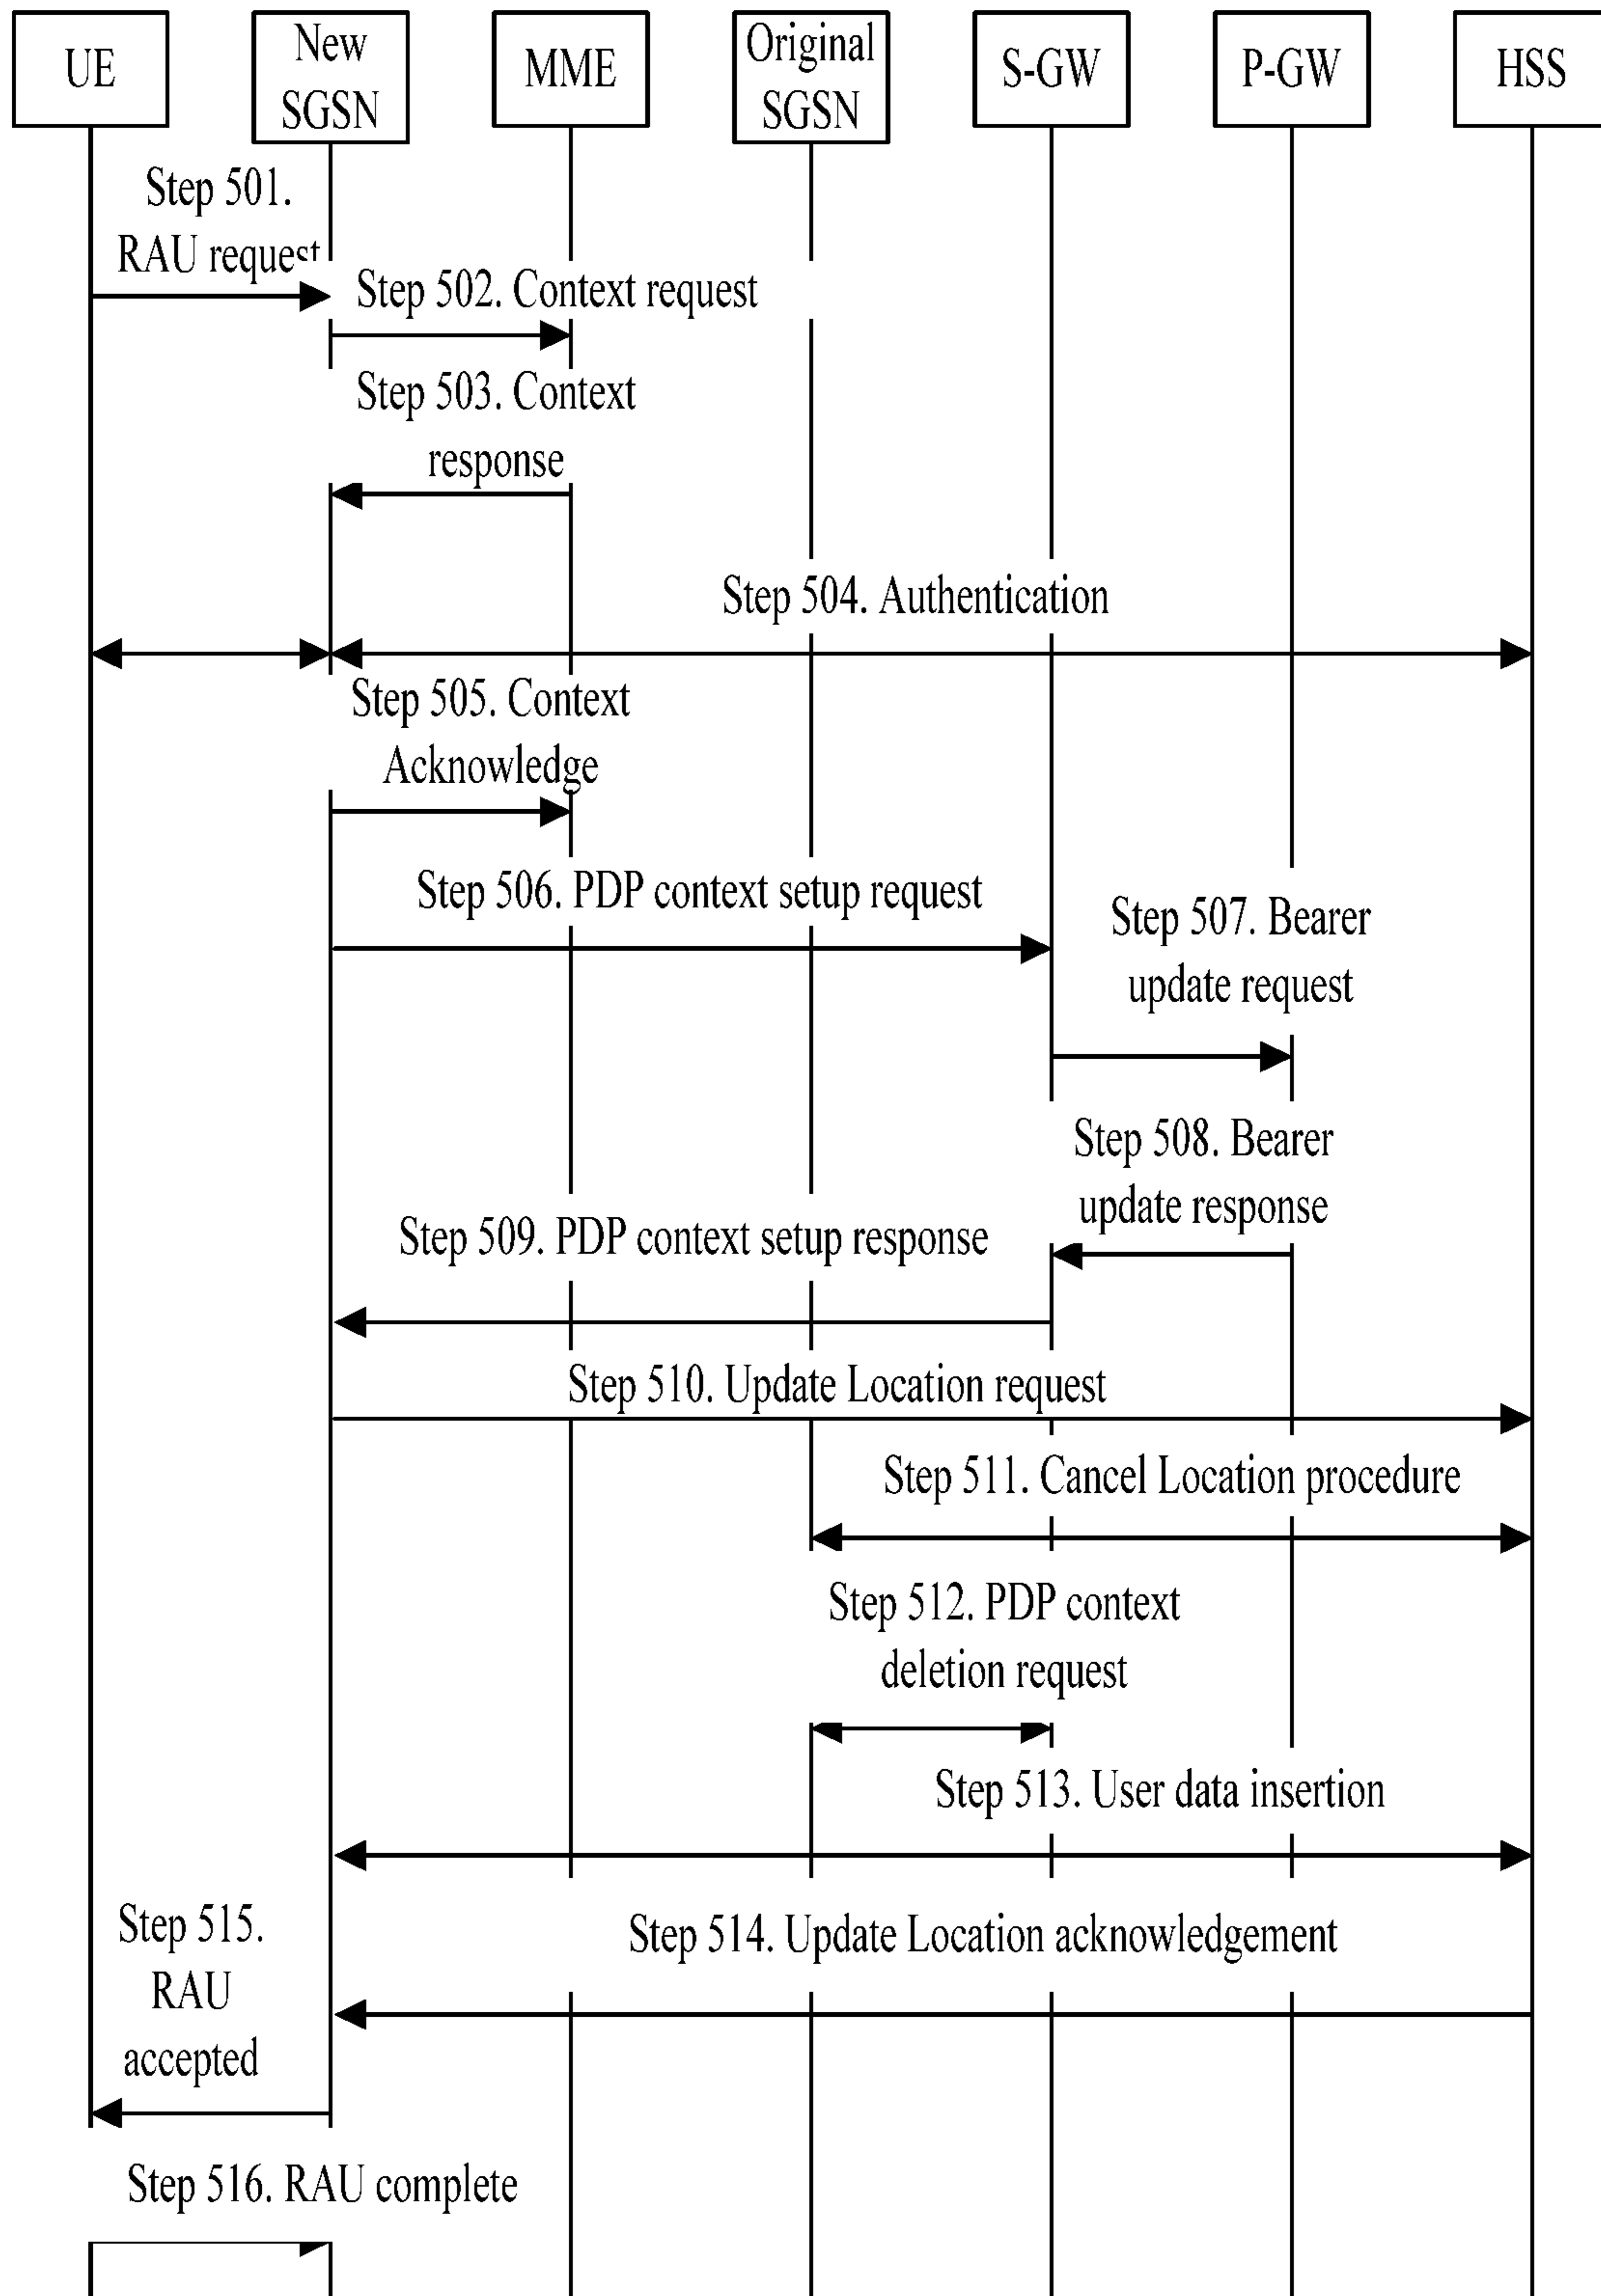 UE
New
SGSN
MME
Original
SGSN
S-GW
P-GW
HSS
Step 501.
RAU request
Step 502. Context request
Step 503. Context
response
Step 504. Authentication
Step 505. Context
Acknowledge
Step 506. PDP context setup request
Step 507. Bearer
update request
Step 508. Bearer
update response
Step 509. PDP context setup response
Step 510. Update Location request
Step 511. Cancel Location procedure
Step 512. PDP context
deletion request
Step 513. User data insertion
Step 514. Update Location acknowledgement
Step 515.
RAU
accepted
Step 516. RAU complete